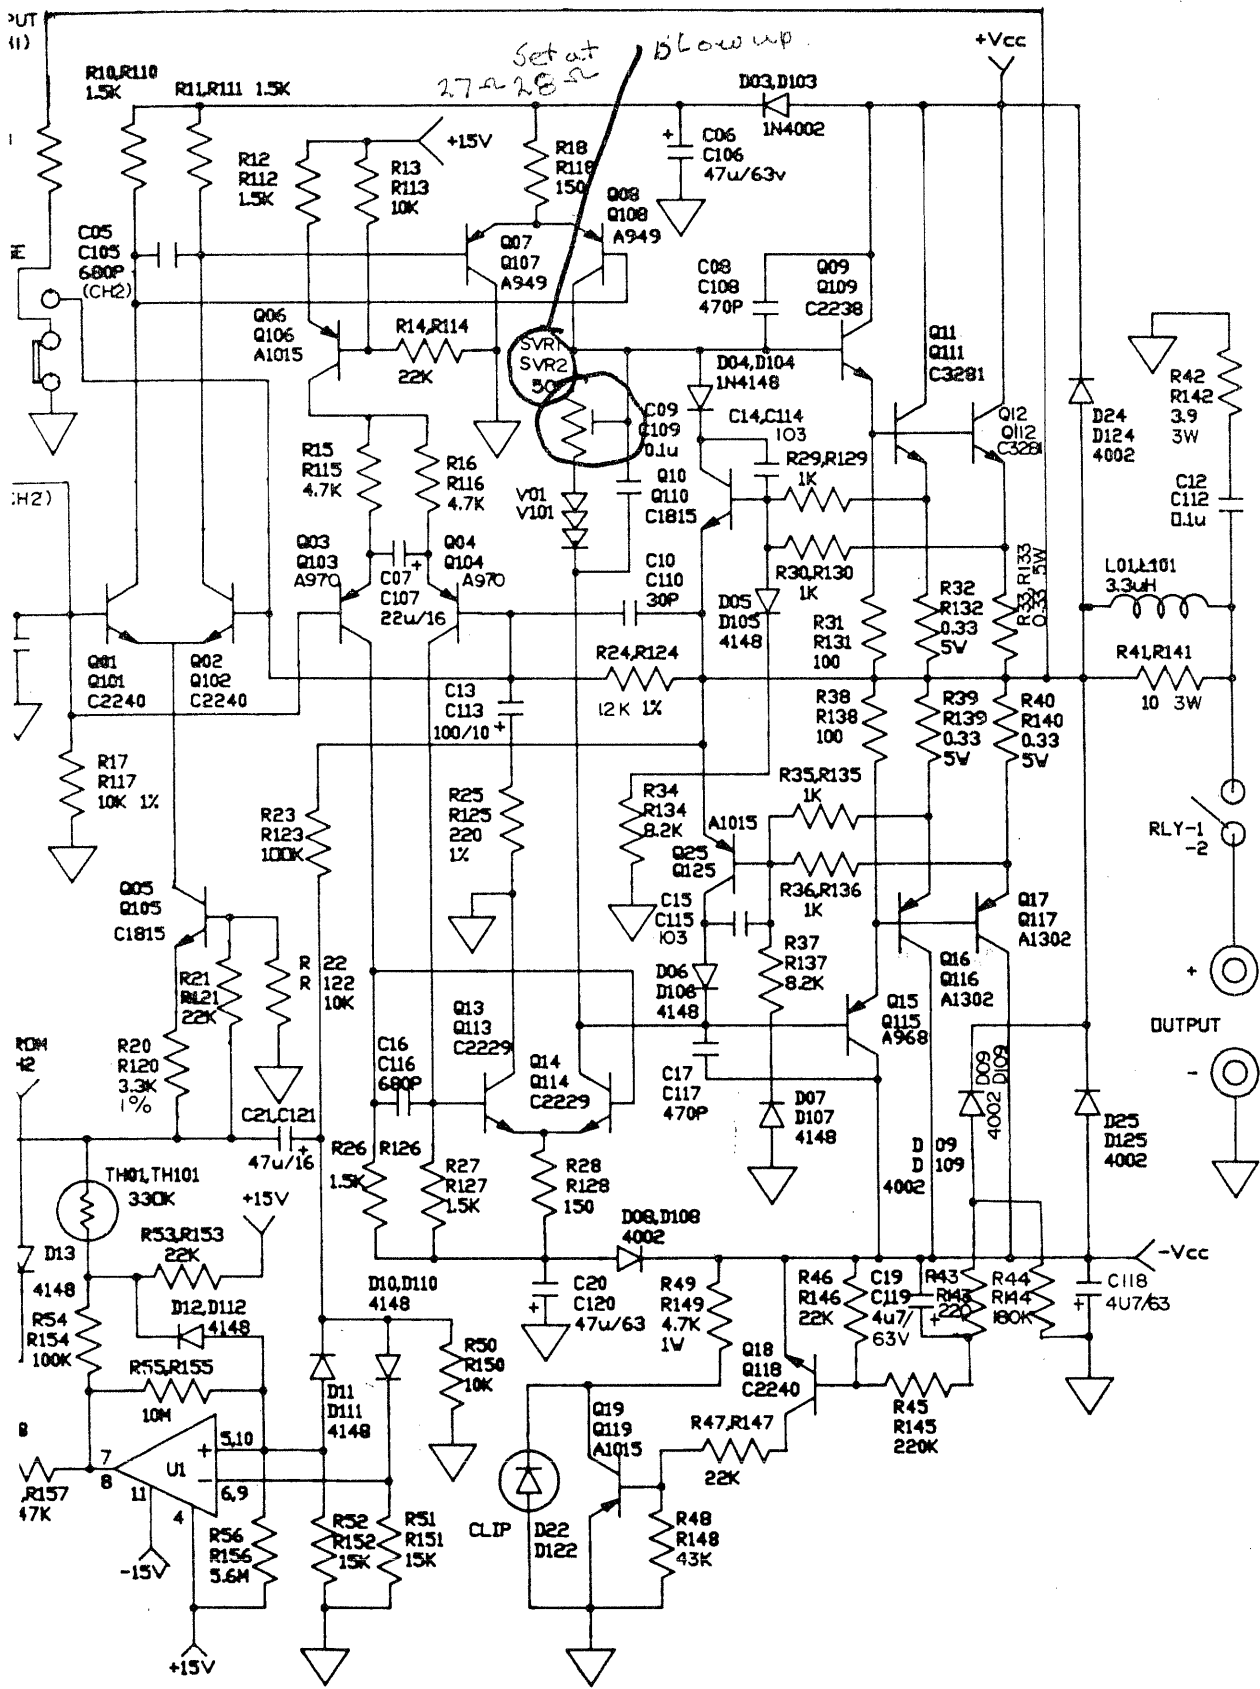 PUT
(1)
Set at
27Ω 28Ω
Blow up
+Vcc
R10,R110
1.5K
R11,R111 1.5K
D03,D103
1N4002
+15V
R12
R112
1.5K
R13
R113
10K
R18
R118
150
+
C06
C106
47u/63v
C05
C105
680P
(CH2)
Q07
Q107
A949
Q08
Q108
A949
C08
C108
470P
Q09
Q109
C2238
Q06
Q106
A1015
R14,R114
22K
SVR1
SVR2
50
D04,D104
1N4148
Q11
Q111
C3281
Q12
Q112
C3281
D24
D124
4002
R42
R142
3.9
3W
C09
C109
0.1u
C14,C114
103
R15
R115
4.7K
R16
R116
4.7K
R29,R129
1K
CH2)
V01
V101
Q10
Q110
C1815
C12
C112
0.1u
Q03
Q103
A970
Q04
Q104
A970
C07
C107
22u/16
+
C10
C110
30P
R30,R130
1K
R32
R132
0.33
5W
R33,R133
0.33 5W
L01,L101
3.3uH
D05
D105
4148
R31
R131
100
Q01
Q101
C2240
Q02
Q102
C2240
R24,R124
12K 1%
R41,R141
10 3W
C13
C113
100/10
+
R38
R138
100
R39
R139
0.33
5W
R40
R140
0.33
5W
R17
R117
10K 1%
R23
R123
100K
R25
R125
220
1%
R34
R134
8.2K
R35,R135
1K
A1015
Q25
Q125
R36,R136
1K
RLY-1
-2
Q05
Q105
C1815
C15
C115
103
Q17
Q117
A1302
R37
R137
8.2K
Q16
Q116
A1302
R21
R121
22K
R 22
R 122
10K
D06
D106
4148
Q15
Q115
A968
+
OUTPUT
-
ROM
Q13
Q113
C2229
Q14
Q114
C2229
R20
R120
3.3K
1%
C16
C116
680P
C17
C117
470P
D09
D109
4002
D07
D107
4148
C21,C121
47u/16
+
D25
D125
4002
R26 R126
1.5K
R27
R127
1.5K
R28
R128
150
D 09
D 109
4002
TH01,TH101
330K
+15V
D08,D108
4002
-Vcc
R53,R153
22K
D13
4148
D10,D110
4148
C20
C120
47u/63
+
R49
R149
4.7K
1W
R46
R146
22K
C19
C119
4u7/
63V
+
R43
R143
220
R44
R144
180K
C118
4U7/63
+
R54
R154
100K
D12,D112
4148
R55,R155
10M
R50
R150
10K
Q18
Q118
C2240
D11
D111
4148
Q19
Q119
A1015
R47,R147
22K
R45
R145
220K
7
8
U1
+
-
5,10
6,9
11
4
,R157
47K
-15V
+15V
R56
R156
5.6M
R52
R152
15K
R51
R151
15K
CLIP
D22
D122
R48
R148
43K